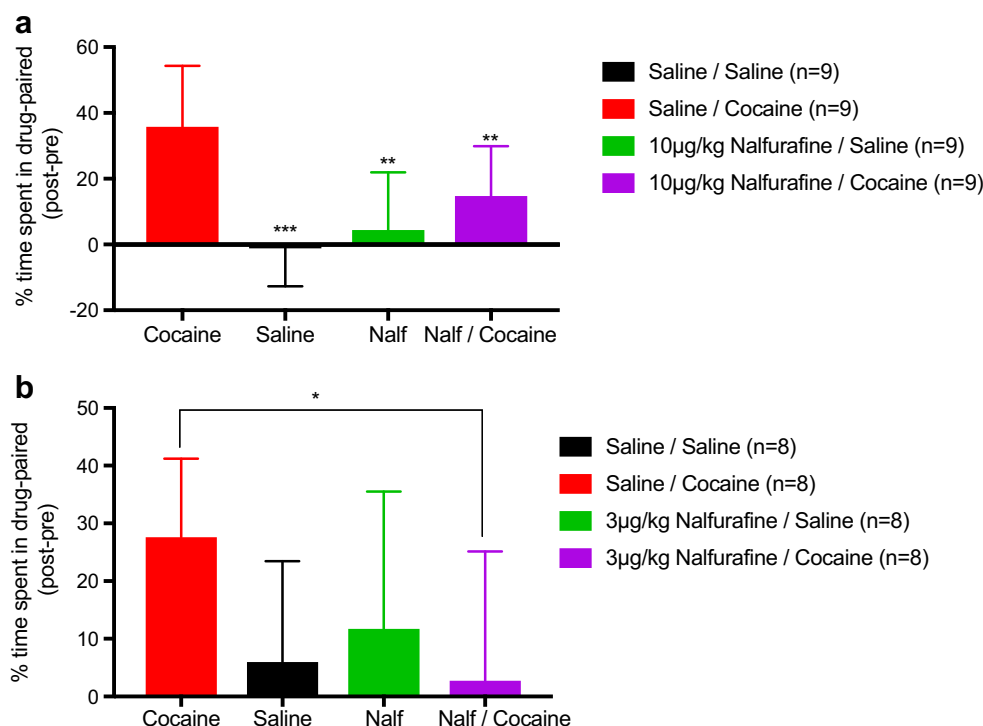 a
% time spent in drug-paired
(post-pre)
60
40
20
0
-20
***
**
**
Cocaine
Saline
Nalf
Nalf / Cocaine
Saline / Saline (n=9)
Saline / Cocaine (n=9)
10µg/kg Nalfurafine / Saline (n=9)
10µg/kg Nalfurafine / Cocaine (n=9)
b
% time spent in drug-paired
(post-pre)
50
40
30
20
10
0
*
Cocaine
Saline
Nalf
Nalf / Cocaine
Saline / Saline (n=8)
Saline / Cocaine (n=8)
3µg/kg Nalfurafine / Saline (n=8)
3µg/kg Nalfurafine / Cocaine (n=8)